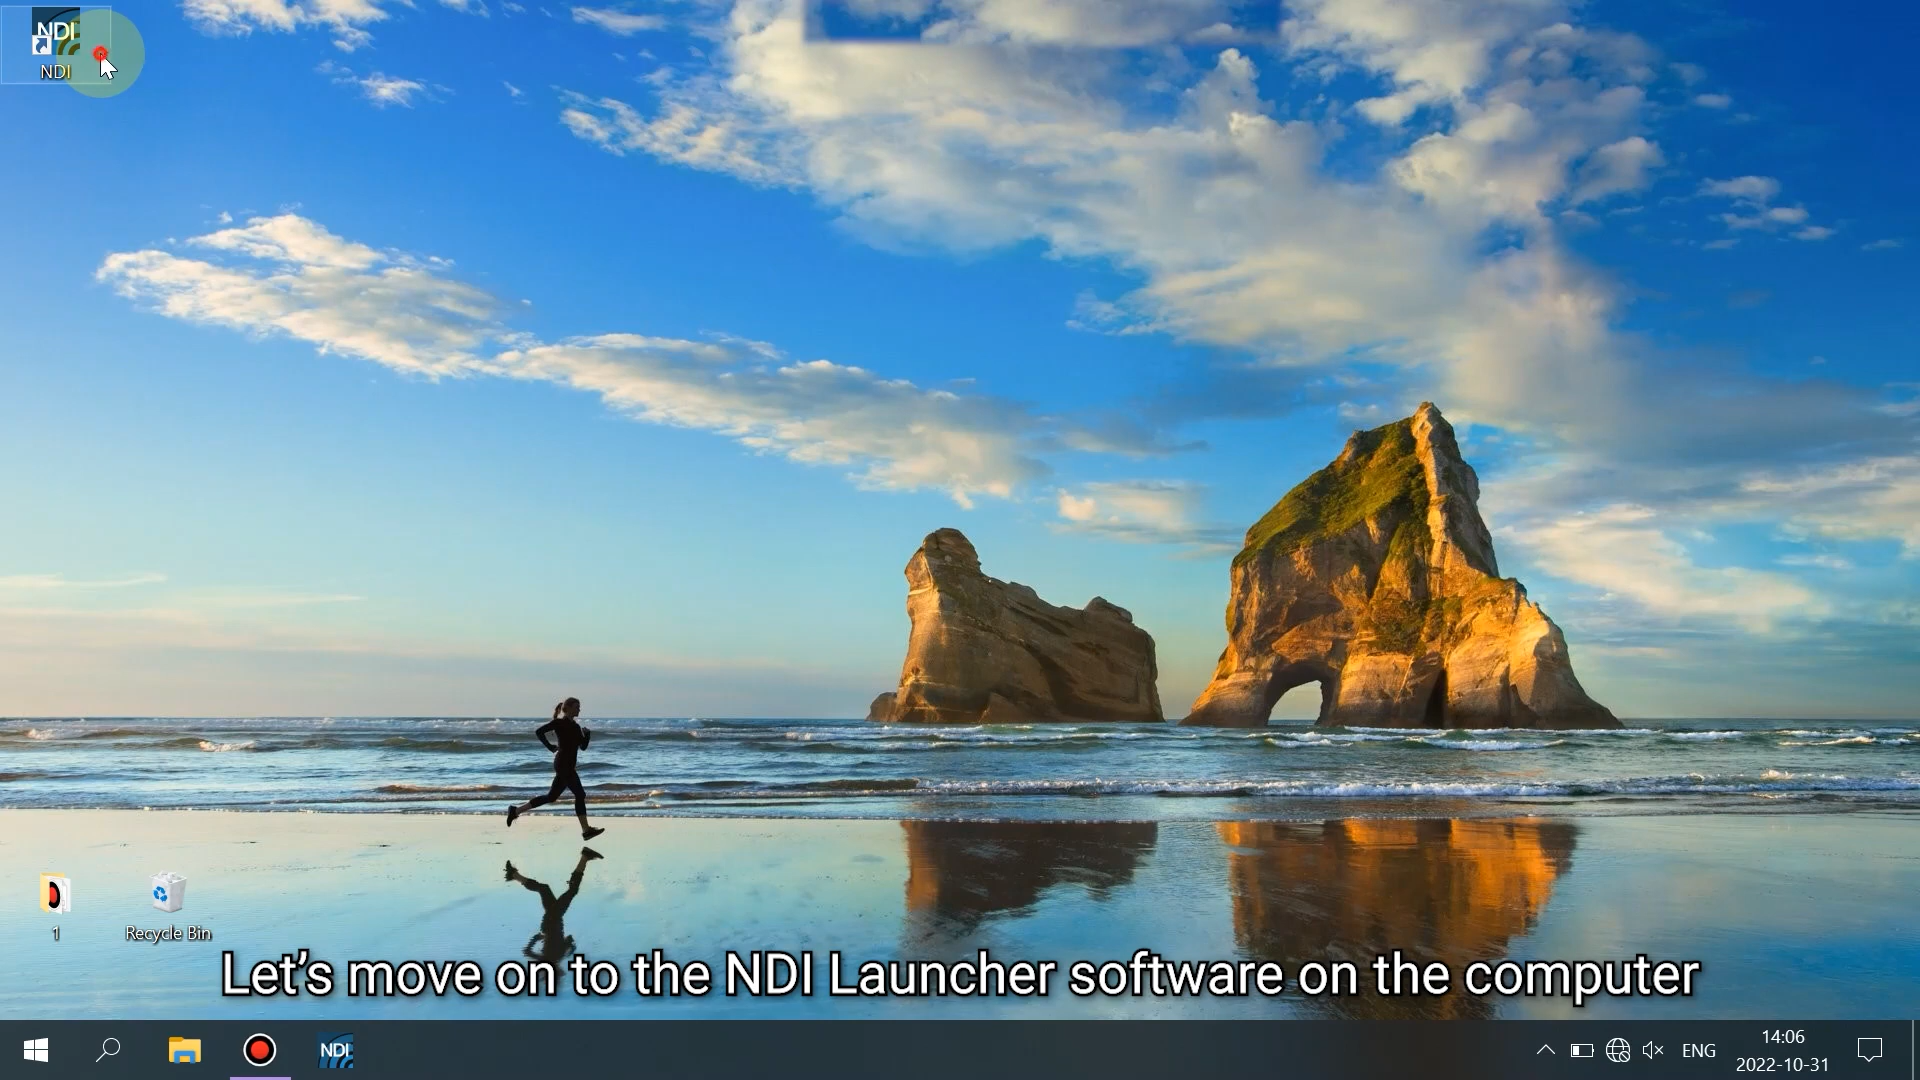 NDI
NDI
1
Recycle Bin
Let's move on to the NDI Launcher software on the computer
NDI
ENG
14:06
2022-10-31